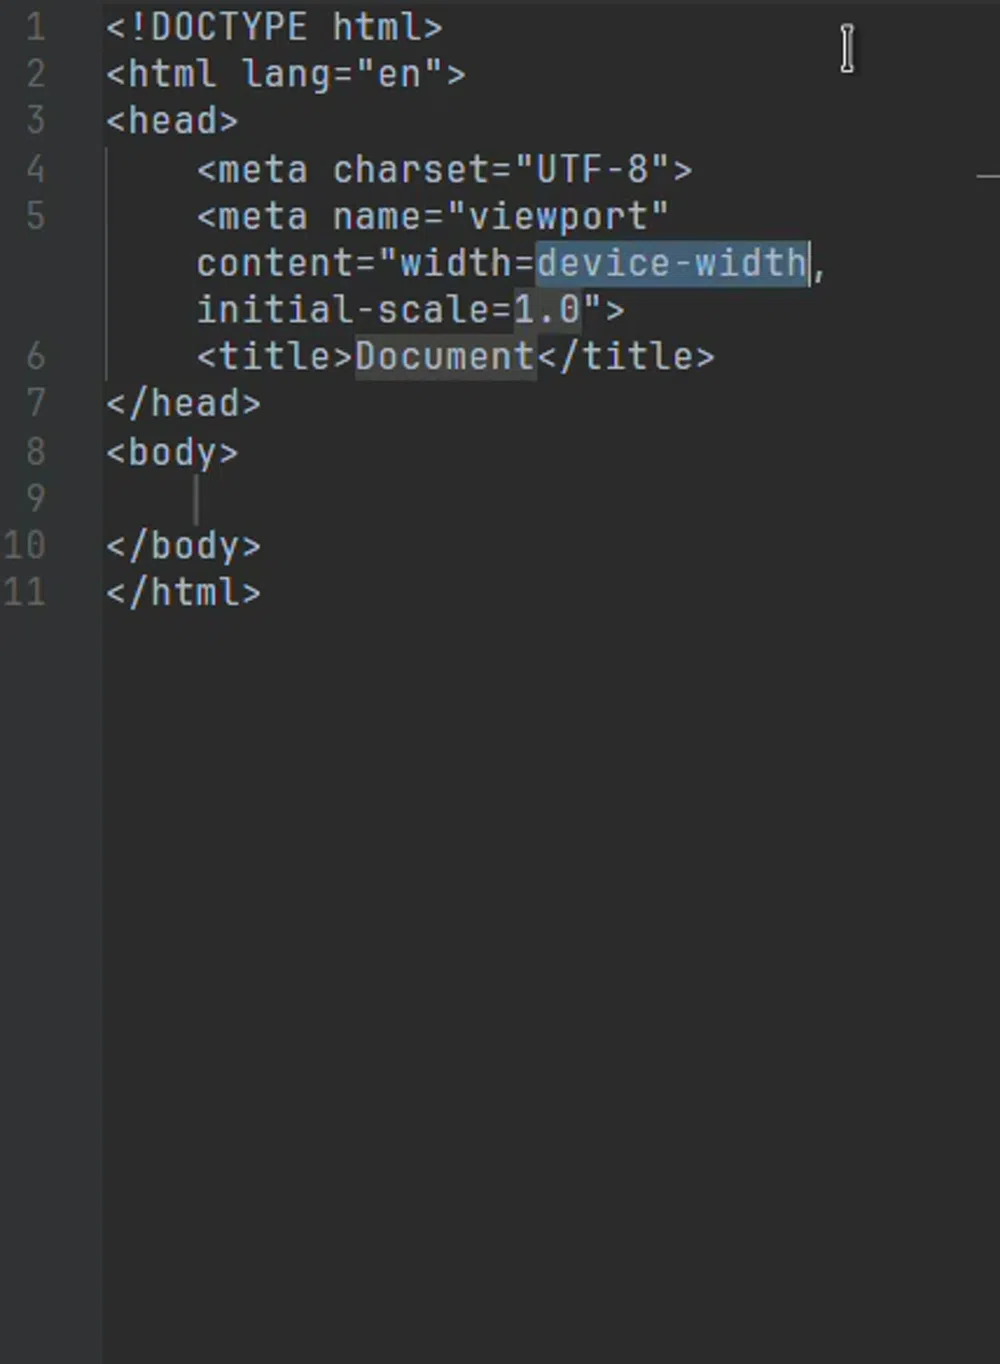 1 <!DOCTYPE html>
2 <html lang="en">
3 <head>
4     <meta charset="UTF-8">
5     <meta name="viewport"
    content="width=device-width,
    initial-scale=1.0">
6     <title>Document</title>
7 </head>
8 <body>
9
10 </body>
11 </html>